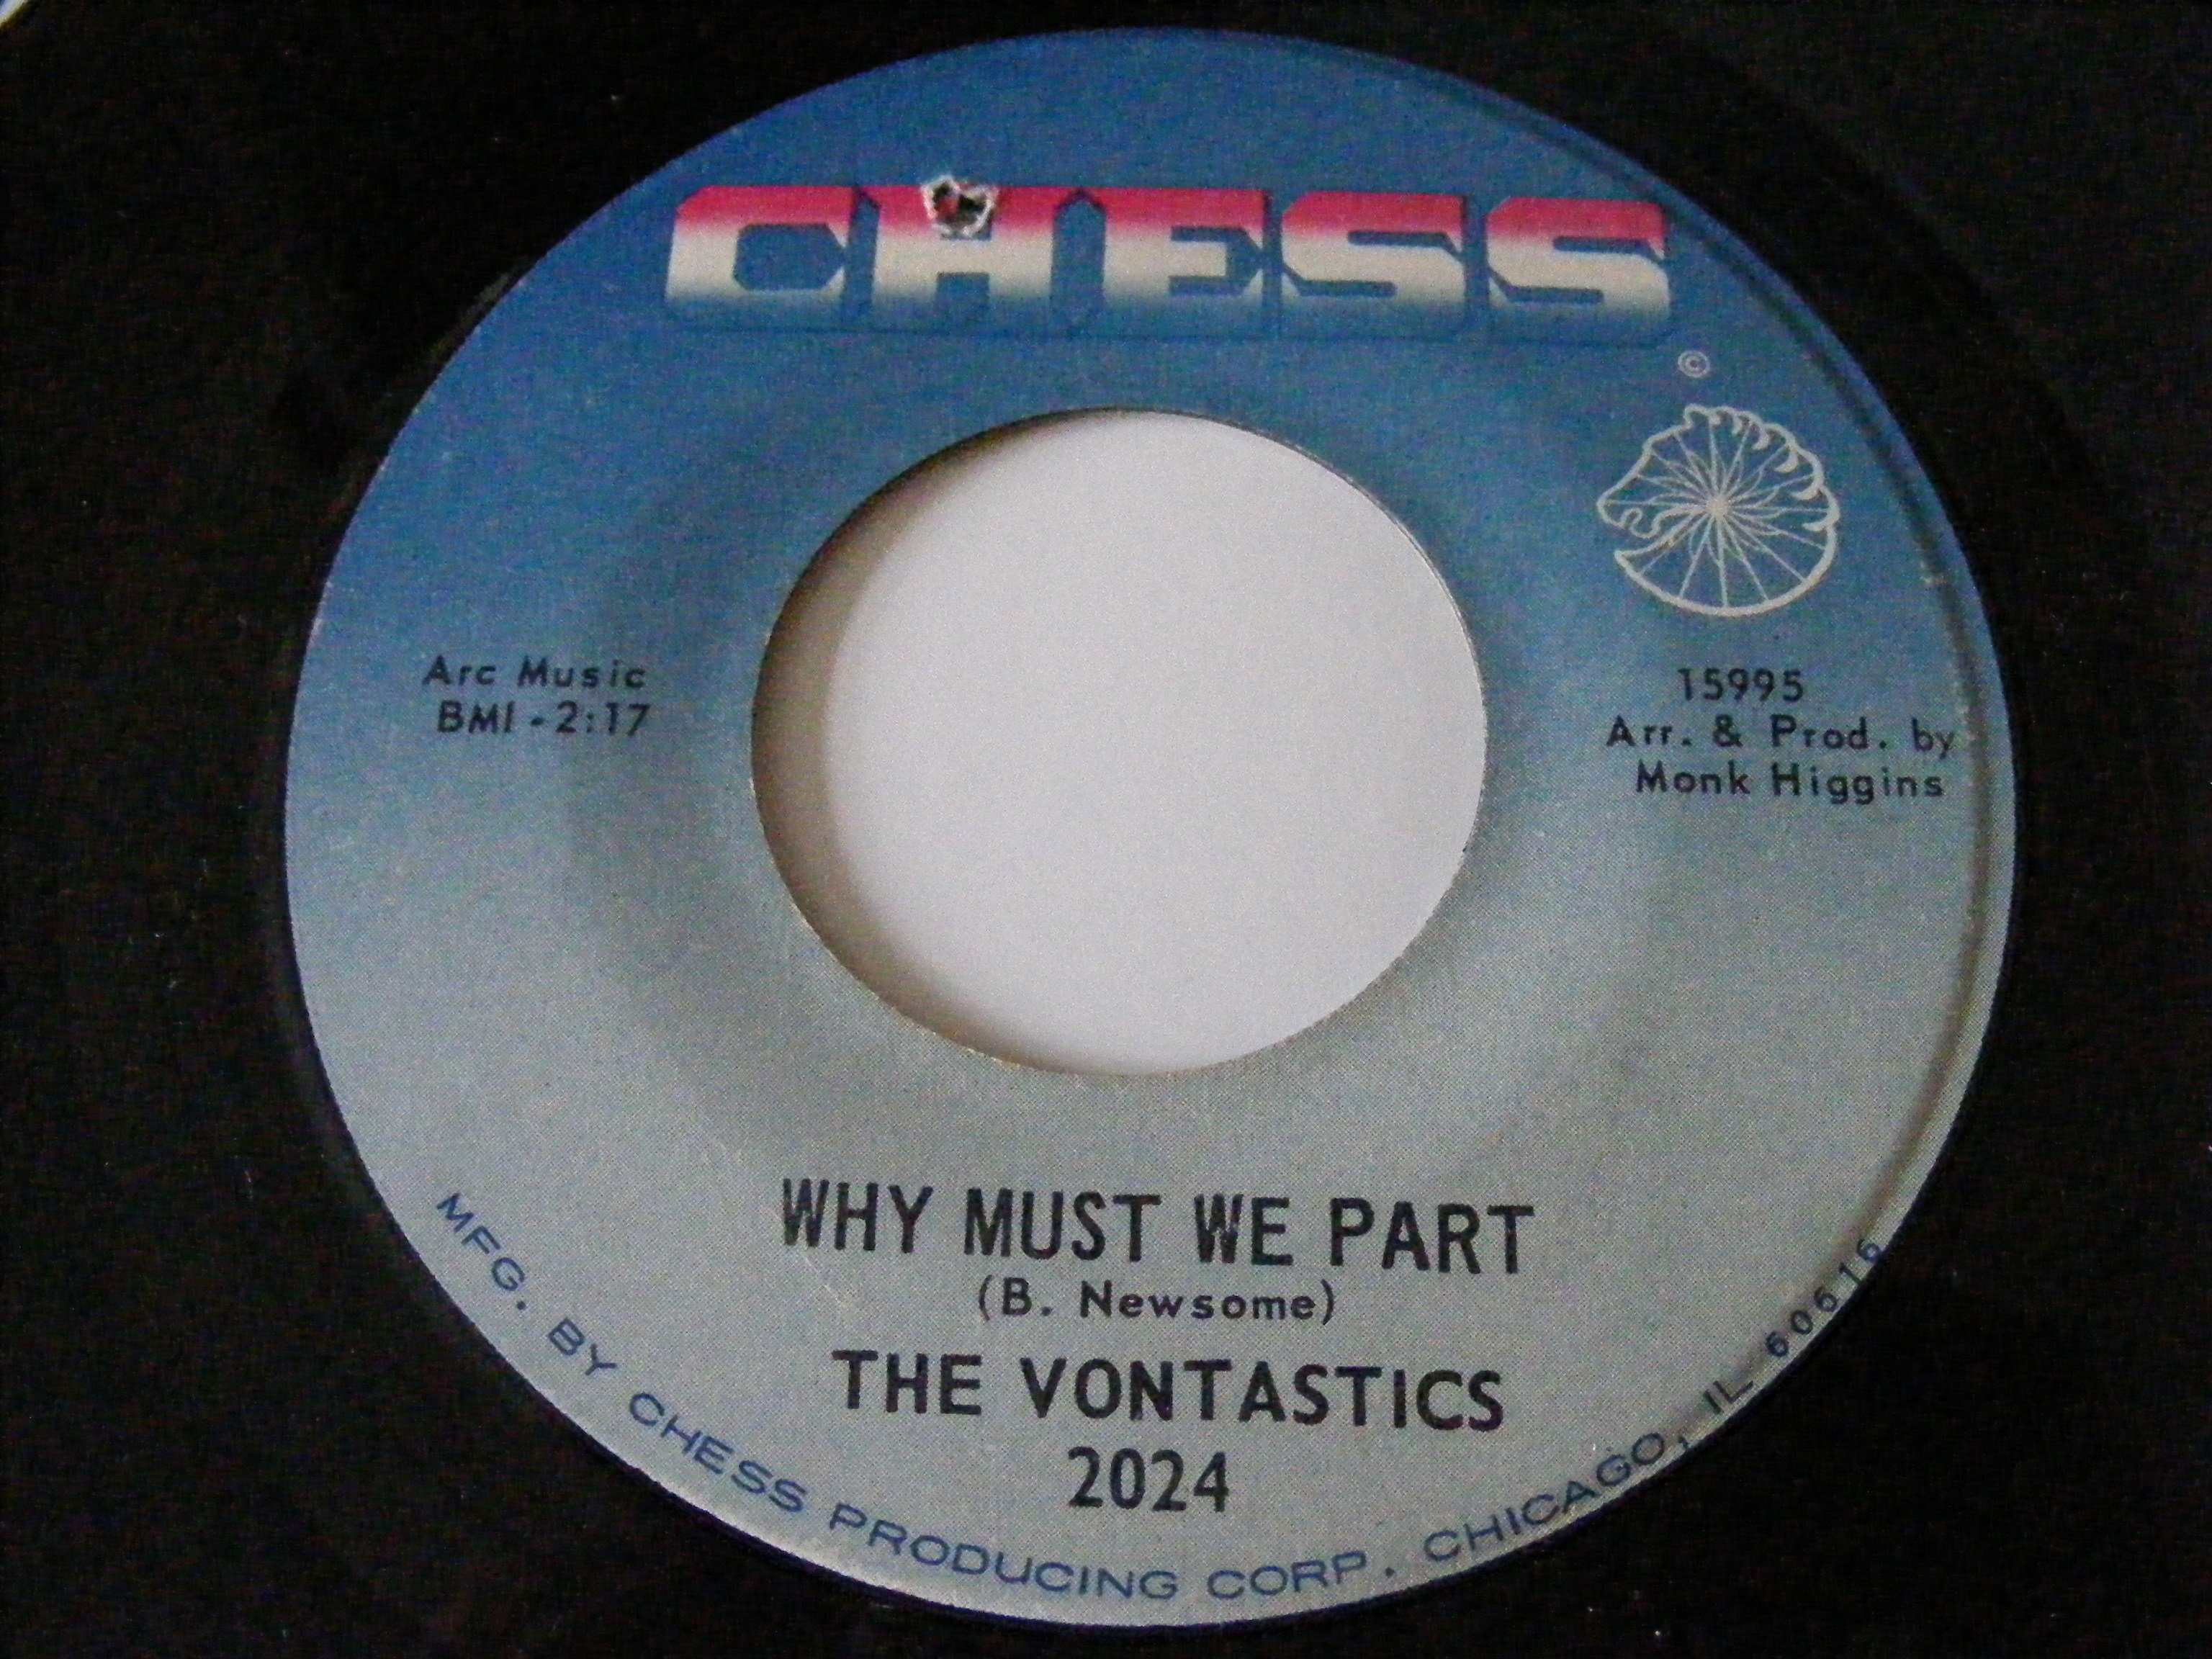 CHESS
©
Arc Music
BMI - 2:17
15995
Arr. & Prod. by
Monk Higgins
WHY MUST WE PART
(B. Newsome)
THE VONTASTICS
2024
MFG. BY CHESS PRODUCING CORP. CHICAGO, IL 60616